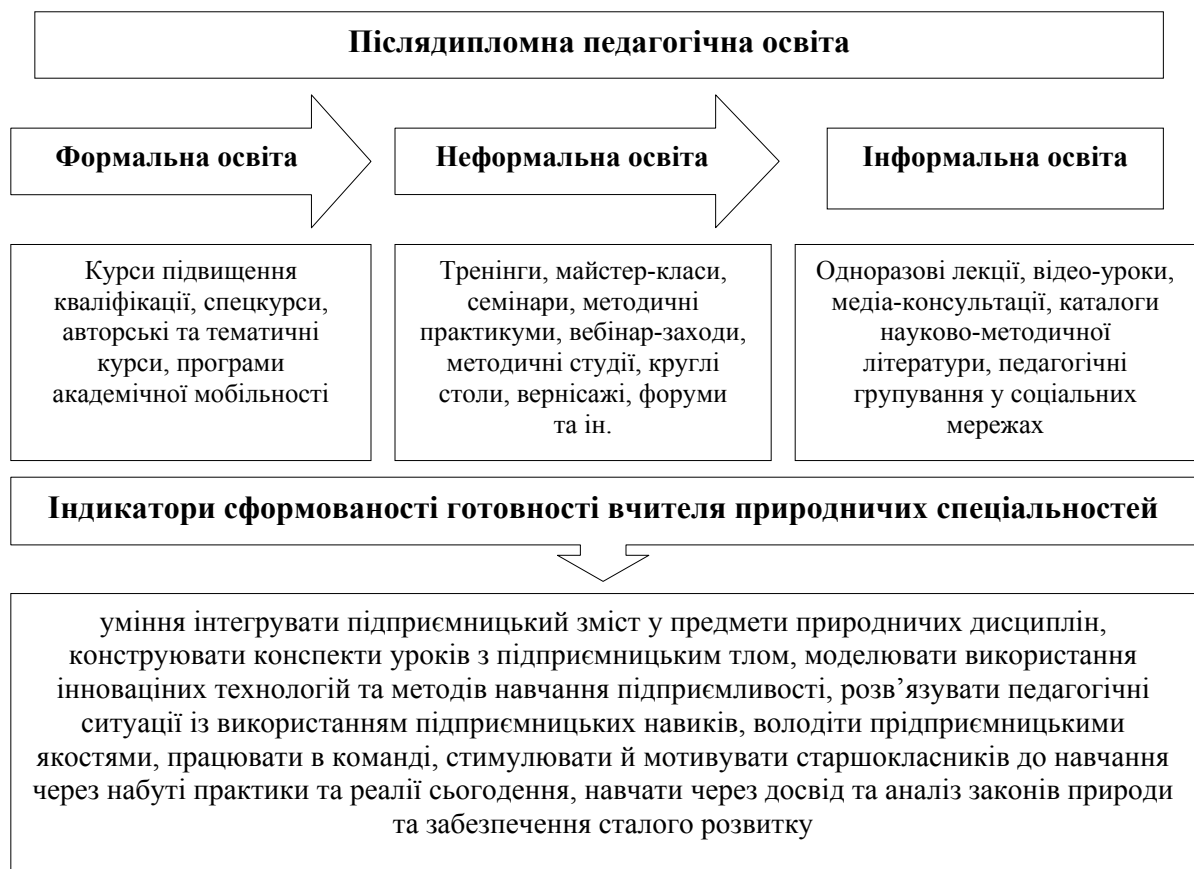 Післядипломна педагогічна освіта
Формальна освіта
Неформальна освіта
Інформальна освіта
Курси підвищення
кваліфікації, спецкурси,
авторські та тематичні
курси, програми
академічної мобільності
Тренінги, майстер-класи,
семінари, методичні
практикуми, вебінар-заходи,
методичні студії, круглі
столи, вернісажі, форуми
та ін.
Одноразові лекції, відео-уроки,
медіа-консультації, каталоги
науково-методичної
літератури, педагогічні
групування у соціальних
мережах
Індикатори сформованості готовності вчителя природничих спеціальностей
уміння інтегрувати підприємницький зміст у предмети природничих дисциплін,
конструювати конспекти уроків з підприємницьким тлом, моделювати використання
інноваціних технологій та методів навчання підприємливості, розв’язувати педагогічні
ситуації із використанням підприємницьких навиків, володіти прідприємницькими
якостями, працювати в команді, стимулювати й мотивувати старшокласників до навчання
через набуті практики та реалії сьогодення, навчати через досвід та аналіз законів природи
та забезпечення сталого розвитку